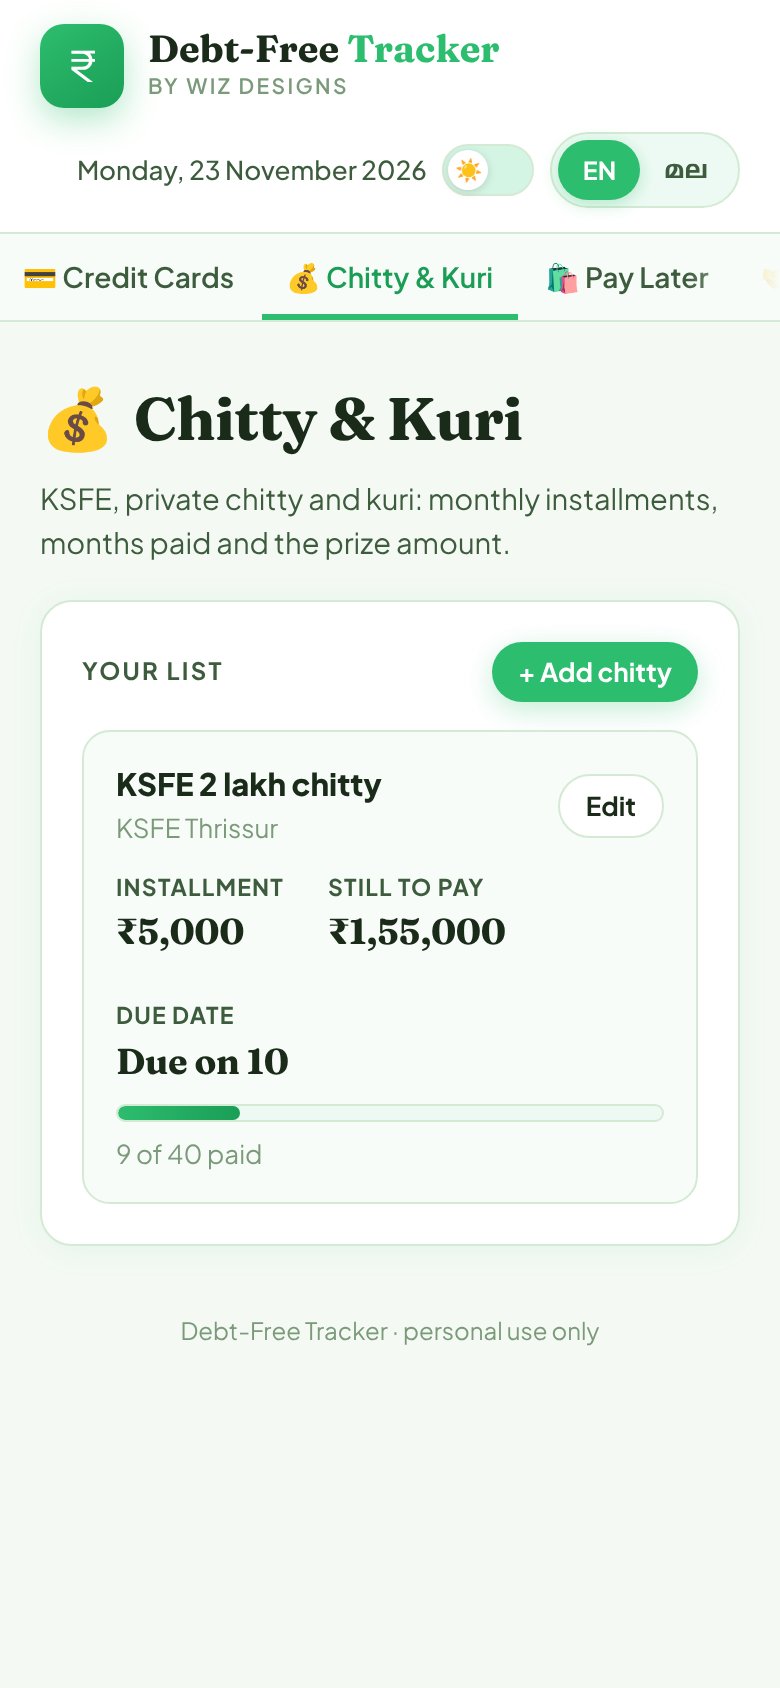 ₹
Debt-Free Tracker
BY WIZ DESIGNS
Monday, 23 November 2026
EN
മല
Credit Cards
Chitty & Kuri
Pay Later
Chitty & Kuri
KSFE, private chitty and kuri: monthly installments,
months paid and the prize amount.
YOUR LIST
+ Add chitty
KSFE 2 lakh chitty
KSFE Thrissur
Edit
INSTALLMENT
₹5,000
STILL TO PAY
₹1,55,000
DUE DATE
Due on 10
9 of 40 paid
Debt-Free Tracker · personal use only